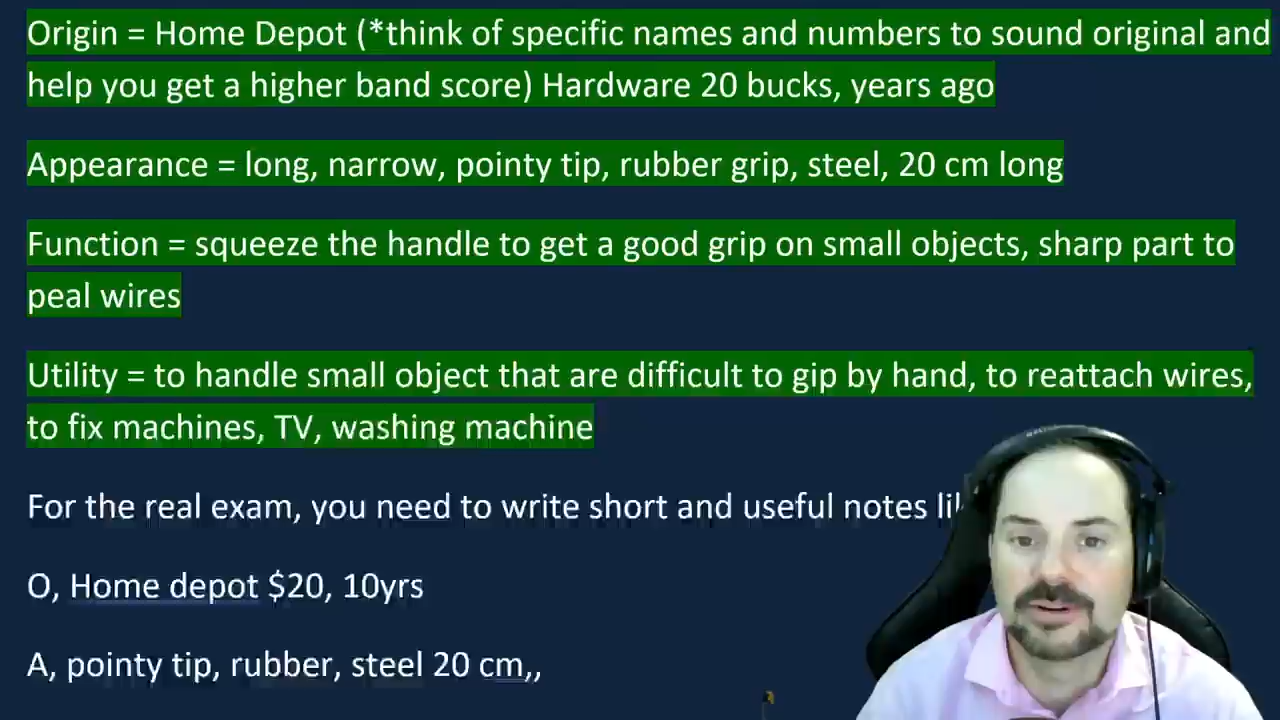 Origin = Home Depot (*think of specific names and numbers to sound original and
help you get a higher band score) Hardware 20 bucks, years ago
Appearance = long, narrow, pointy tip, rubber grip, steel, 20 cm long
Function = squeeze the handle to get a good grip on small objects, sharp part to
peal wires
Utility = to handle small object that are difficult to gip by hand, to reattach wires,
to fix machines, TV, washing machine
For the real exam, you need to write short and useful notes
O, Home depot $20, 10yrs
A, pointy tip, rubber, steel 20 cm,,